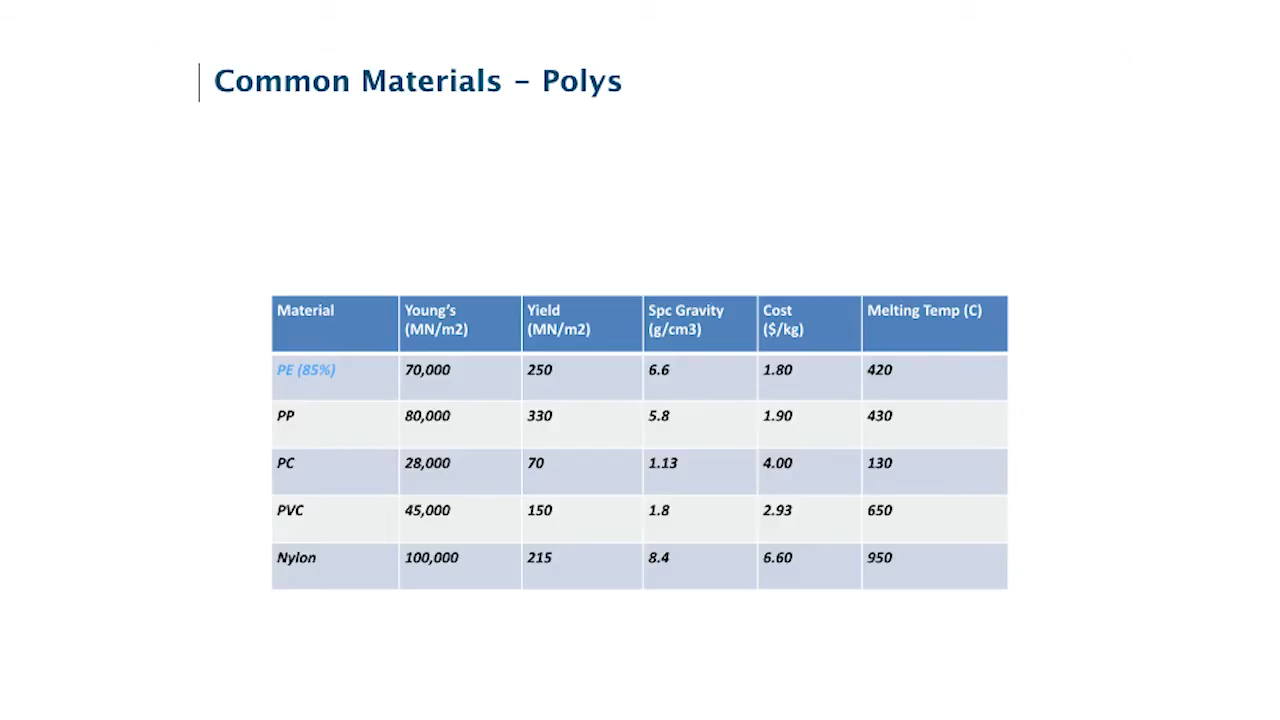 Common Materials - Polys
Material Young's (MN/m2) Yield (MN/m2) Spc Gravity (g/cm3) Cost ($/kg) Melting Temp (C)
PE (85%) 70,000 250 6.6 1.80 420
PP 80,000 330 5.8 1.90 430
PC 28,000 70 1.13 4.00 130
PVC 45,000 150 1.8 2.93 650
Nylon 100,000 215 8.4 6.60 950